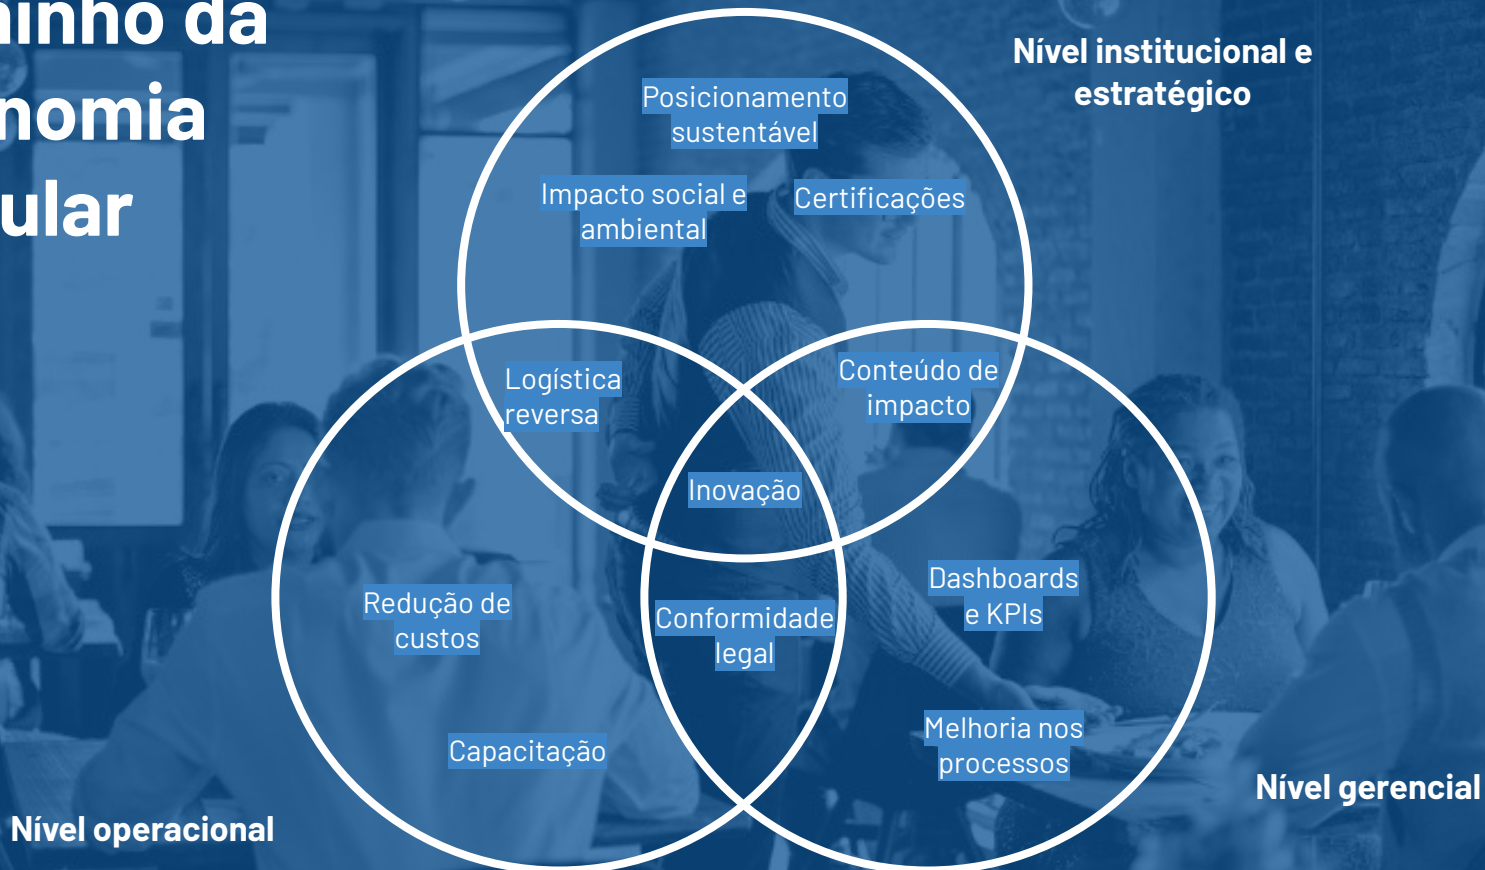 inho da
nomia
ular
Nível institucional e
estratégico
Posicionamento
sustentável
Impacto social e
ambiental
Certificações
Logística
reversa
Conteúdo de
impacto
Inovação
Redução de
custos
Conformidade
legal
Dashboards
e KPIs
Capacitação
Melhoria nos
processos
Nível operacional
Nível gerencial